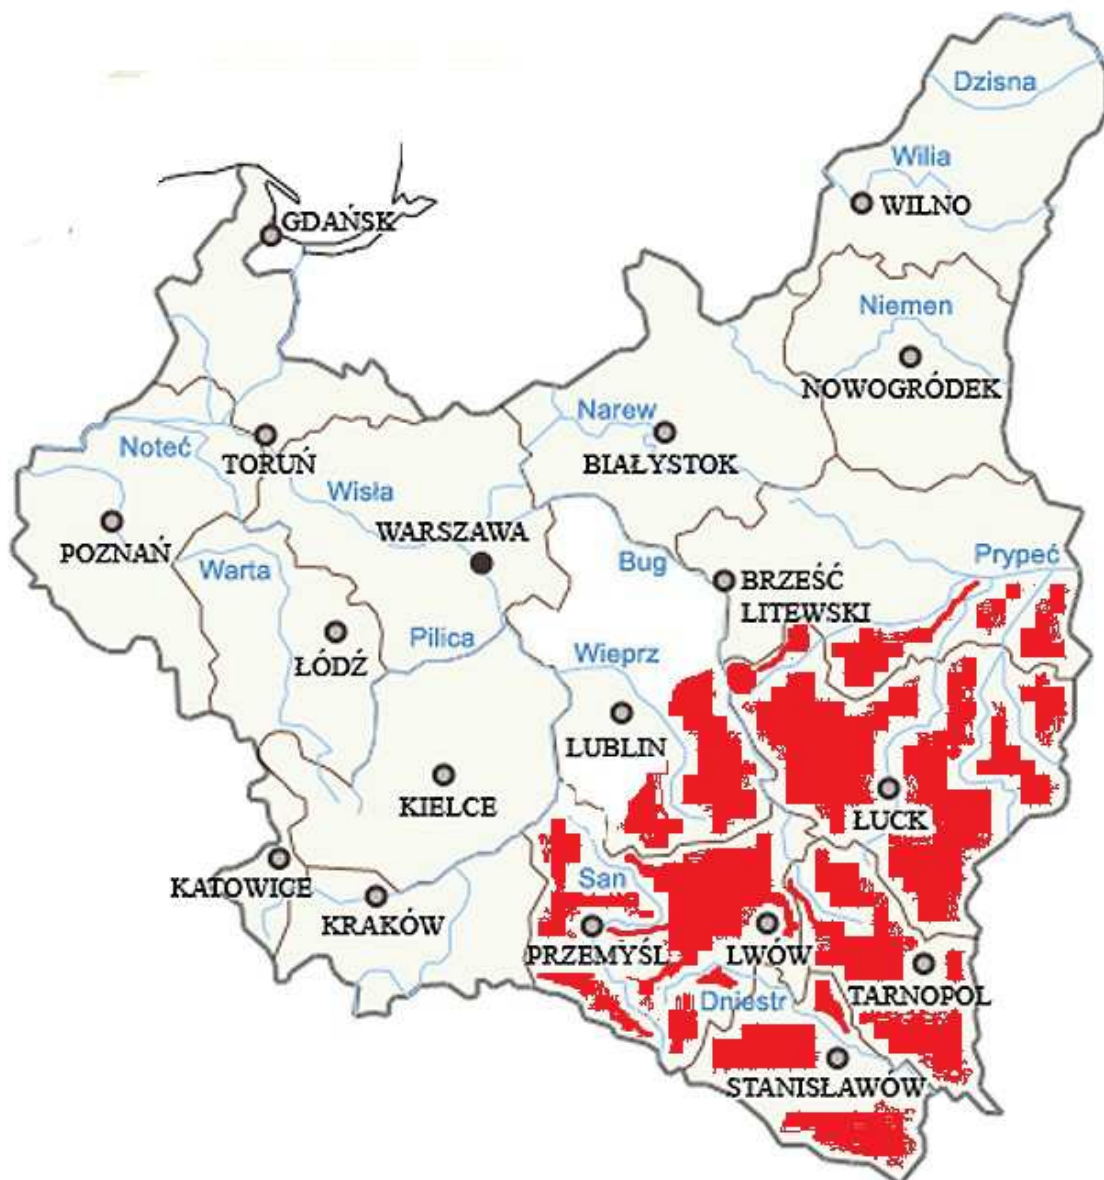 Dzisna
Wilia
WILNO
GDAŃSK
Niemen
NOWOGRÓDEK
Narew
BIAŁYSTOK
Noteć
TORUŃ
Wisła
WARSZAWA
POZNAŃ
Warta
Bug
BRZEŚĆ
LITEWSKI
Prypeć
ŁÓDŹ
Pilica
Wieprz
LUBLIN
KIELCE
ŁUCK
KATOWICE
KRAKÓW
San
PRZEMYŚL
LWÓW
TARNOPOL
Dniestr
STANISŁAWÓW